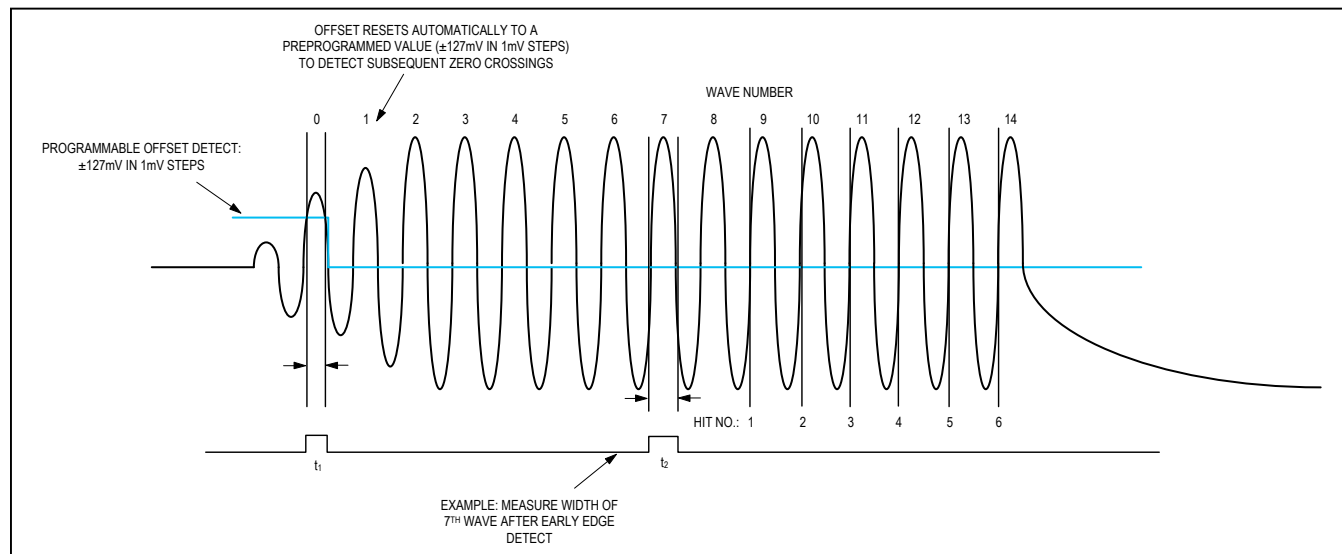 OFFSET RESETS AUTOMATICALLY TO A
PREPROGRAMMED VALUE (±127mV IN 1mV STEPS)
TO DETECT SUBSEQUENT ZERO CROSSINGS
WAVE NUMBER
0 1 2 3 4 5 6 7 8 9 10 11 12 13 14
PROGRAMMABLE OFFSET DETECT:
±127mV IN 1mV STEPS
HIT NO.: 1 2 3 4 5 6
t1 t2
EXAMPLE: MEASURE WIDTH OF
7TH WAVE AFTER EARLY EDGE
DETECT